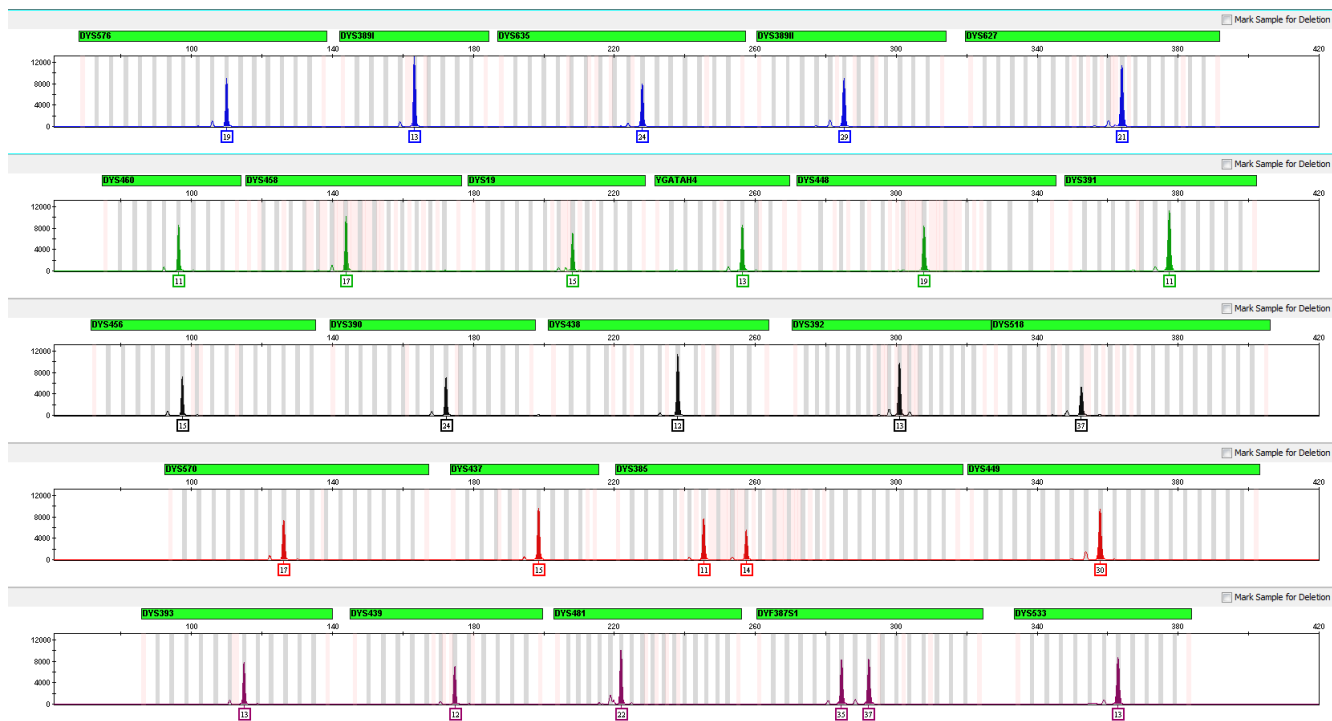 Mark Sample for Deletion
DYS576 DYS389I DYS635 DYS389II DYS627
100 140 180 220 260 300 340 380 420
12000
8000
4000
0
19 13 24 29 21
Mark Sample for Deletion
DYS460 DYS458 DYS19 YGATAH4 DYS448 DYS391
100 140 180 220 260 300 340 380 420
12000
8000
4000
0
11 17 15 13 19 11
Mark Sample for Deletion
DYS456 DYS390 DYS438 DYS392 DYS518
100 140 180 220 260 300 340 380 420
12000
8000
4000
0
15 24 12 13 37
Mark Sample for Deletion
DYS570 DYS437 DYS385 DYS449
100 140 180 220 260 300 340 380 420
12000
8000
4000
0
17 15 11 14 30
Mark Sample for Deletion
DYS393 DYS439 DYS481 DYF387S1 DYS533
100 140 180 220 260 300 340 380 420
12000
8000
4000
0
13 12 22 35 37 13